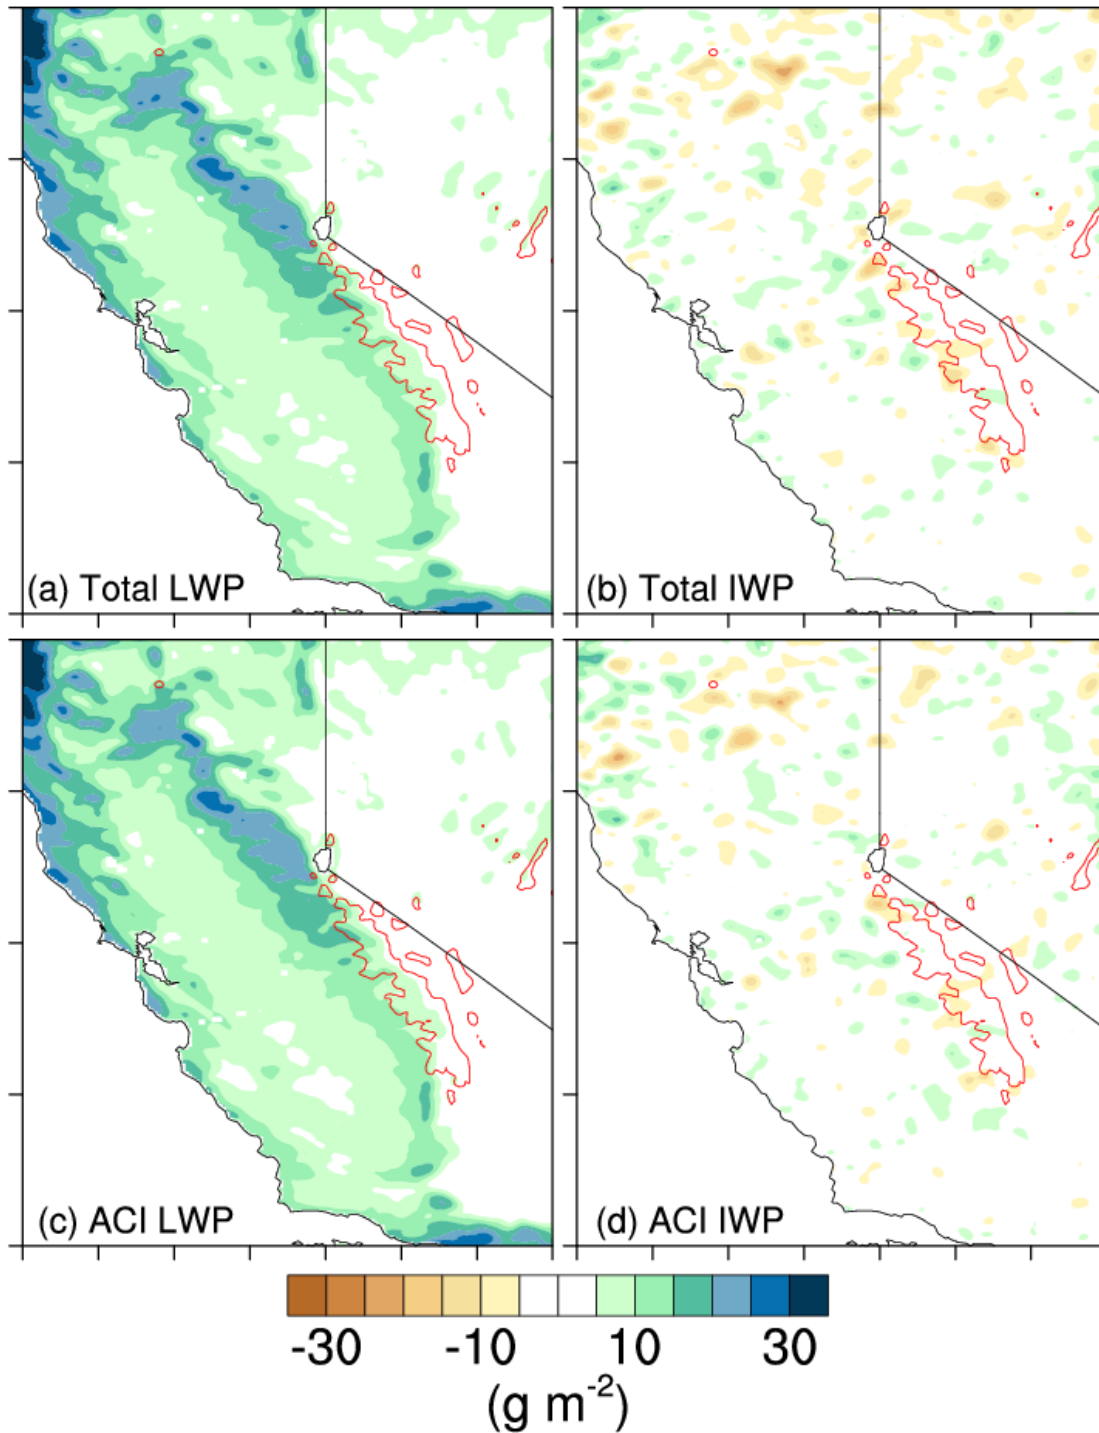 (a) Total LWP
(b) Total IWP
(c) ACI LWP
(d) ACI IWP
-30 -10 10 30
(g m⁻²)